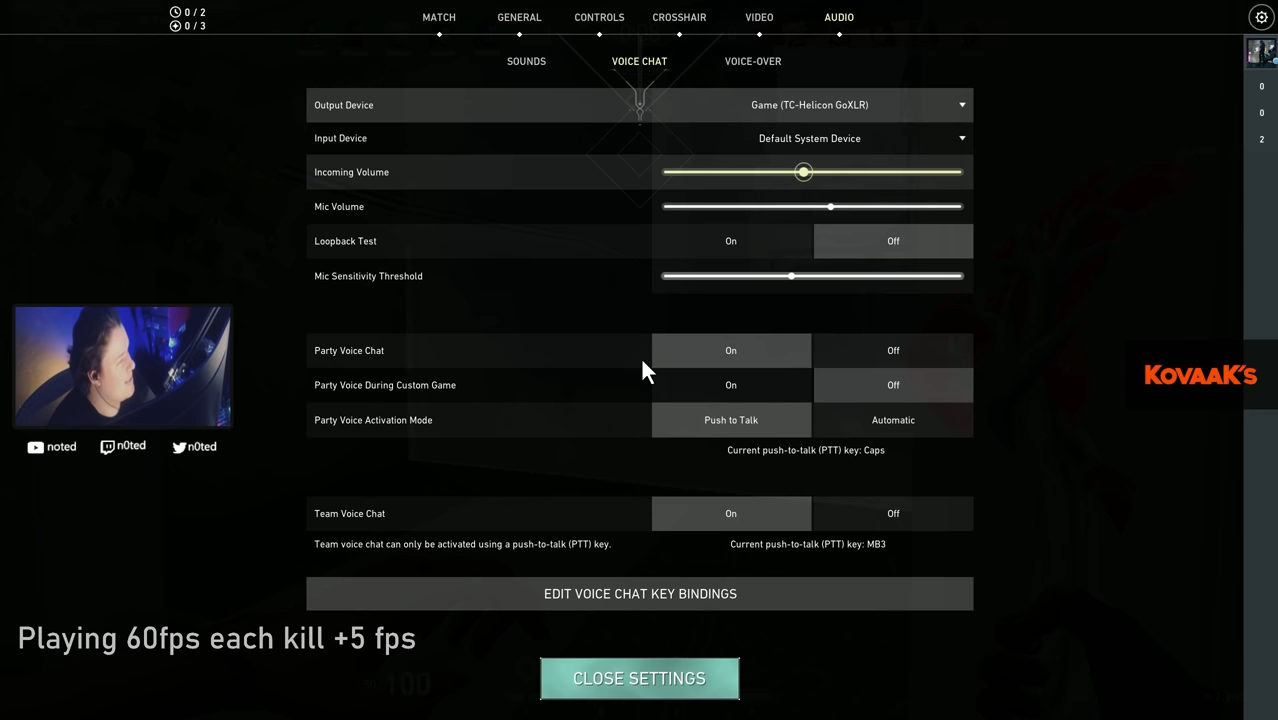 0 / 2
0 / 3
MATCH GENERAL CONTROLS CROSSHAIR VIDEO AUDIO
SOUNDS VOICE CHAT VOICE-OVER
Output Device Game (TC-Helicon GoXLR)
Input Device Default System Device
Incoming Volume
Mic Volume
Loopback Test On Off
Mic Sensitivity Threshold
Party Voice Chat On Off
Party Voice During Custom Game On Off
Party Voice Activation Mode Push to Talk Automatic
Current push-to-talk (PTT) key: Caps
Team Voice Chat On Off
Team voice chat can only be activated using a push-to-talk (PTT) key. Current push-to-talk (PTT) key: MB3
EDIT VOICE CHAT KEY BINDINGS
CLOSE SETTINGS
noted n0ted n0ted
Playing 60fps each kill +5 fps
100
0
0
2
KOVAAK'S